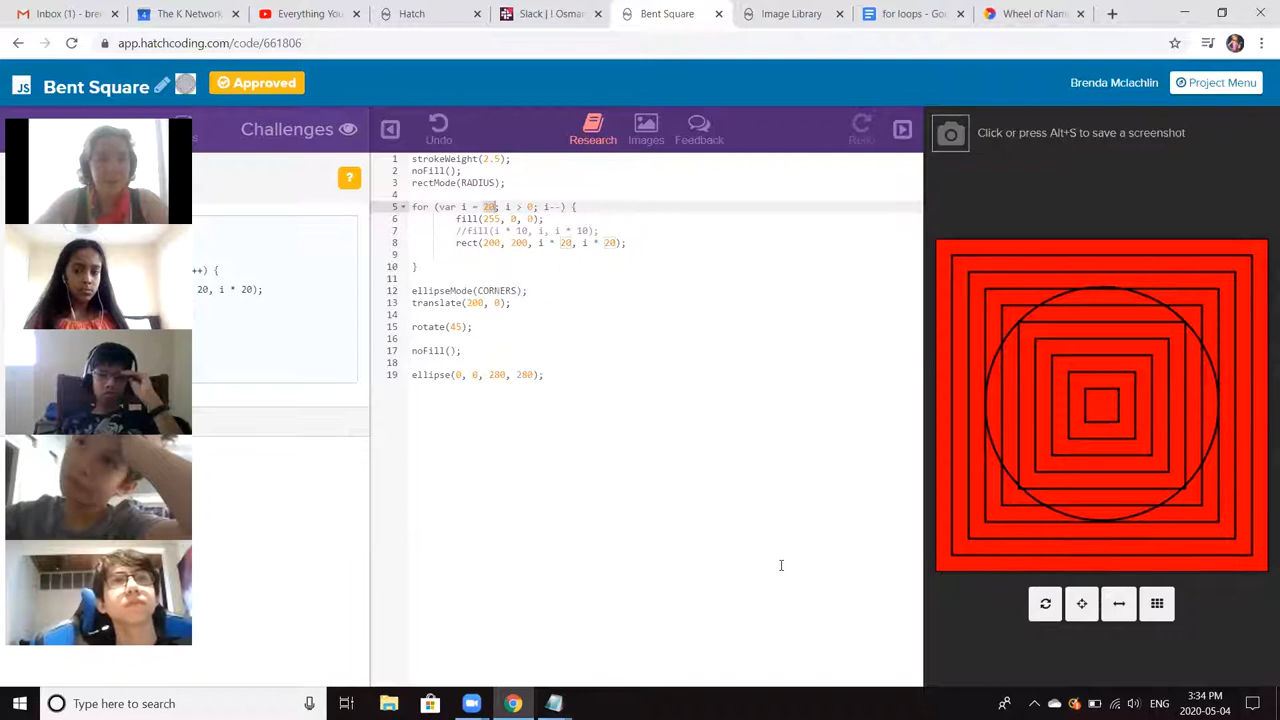 Inbox (1) - bre
The K Network
Everything You
Hatch
Slack | Osman
Bent Square
Image Library
for loops - Goo
Wheel of Nam
app.hatchcoding.com/code/661806
JS
Bent Square
Approved
Brenda Mclachlin
Project Menu
Challenges
Undo
Research
Images
Feedback
Redo
Click or press Alt+S to save a screenshot
?
++) {
20, i * 20);
1 strokeWeight(2.5);
2 noFill();
3 rectMode(RADIUS);
4
5 for (var i = 20; i > 0; i--) {
6 fill(255, 0, 0);
7 //fill(i * 10, i, i * 10);
8 rect(200, 200, i * 20, i * 20);
9
10 }
11
12 ellipseMode(CORNERS);
13 translate(200, 0);
14
15 rotate(45);
16
17 noFill();
18
19 ellipse(0, 0, 280, 280);
Type here to search
ENG
3:34 PM
2020-05-04
7